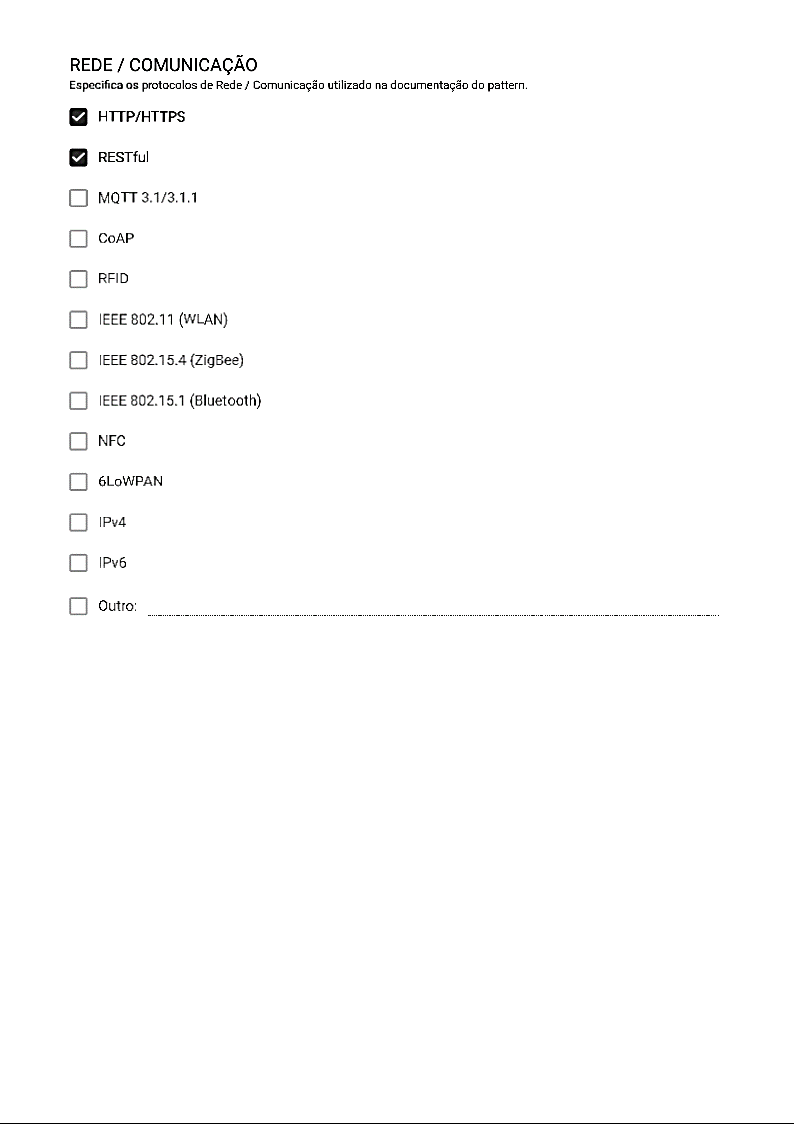 REDE / COMUNICAÇÃO
Especifica os protocolos de Rede / Comunicação utilizado na documentação do pattern.
HTTP/HTTPS
RESTful
MQTT 3.1/3.1.1
CoAP
RFID
IEEE 802.11 (WLAN)
IEEE 802.15.4 (ZigBee)
IEEE 802.15.1 (Bluetooth)
NFC
6LoWPAN
IPv4
IPv6
Outro: